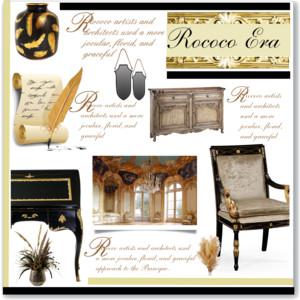 Rococo artists and
architects used a more
jocular, florid, and
graceful
Rococo Era
Rococo artists and
architects used a more
jocular, florid,
and graceful
Rococo artists and
architects used a more
jocular, florid,
and graceful
Rococo artists and architects used
a more jocular, florid, and graceful
approach to the Baroque.